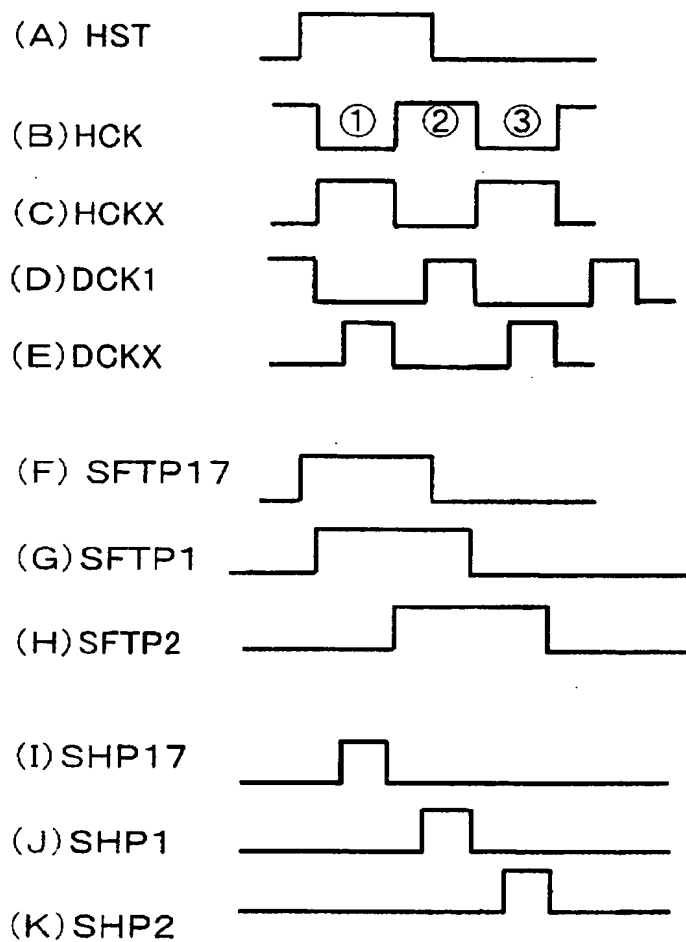 (A) HST
(B)HCK ① ② ③
(C)HCKX
(D)DCK1
(E)DCKX
(F) SFTP17
(G)SFTP1
(H)SFTP2
(I)SHP17
(J)SHP1
(K)SHP2